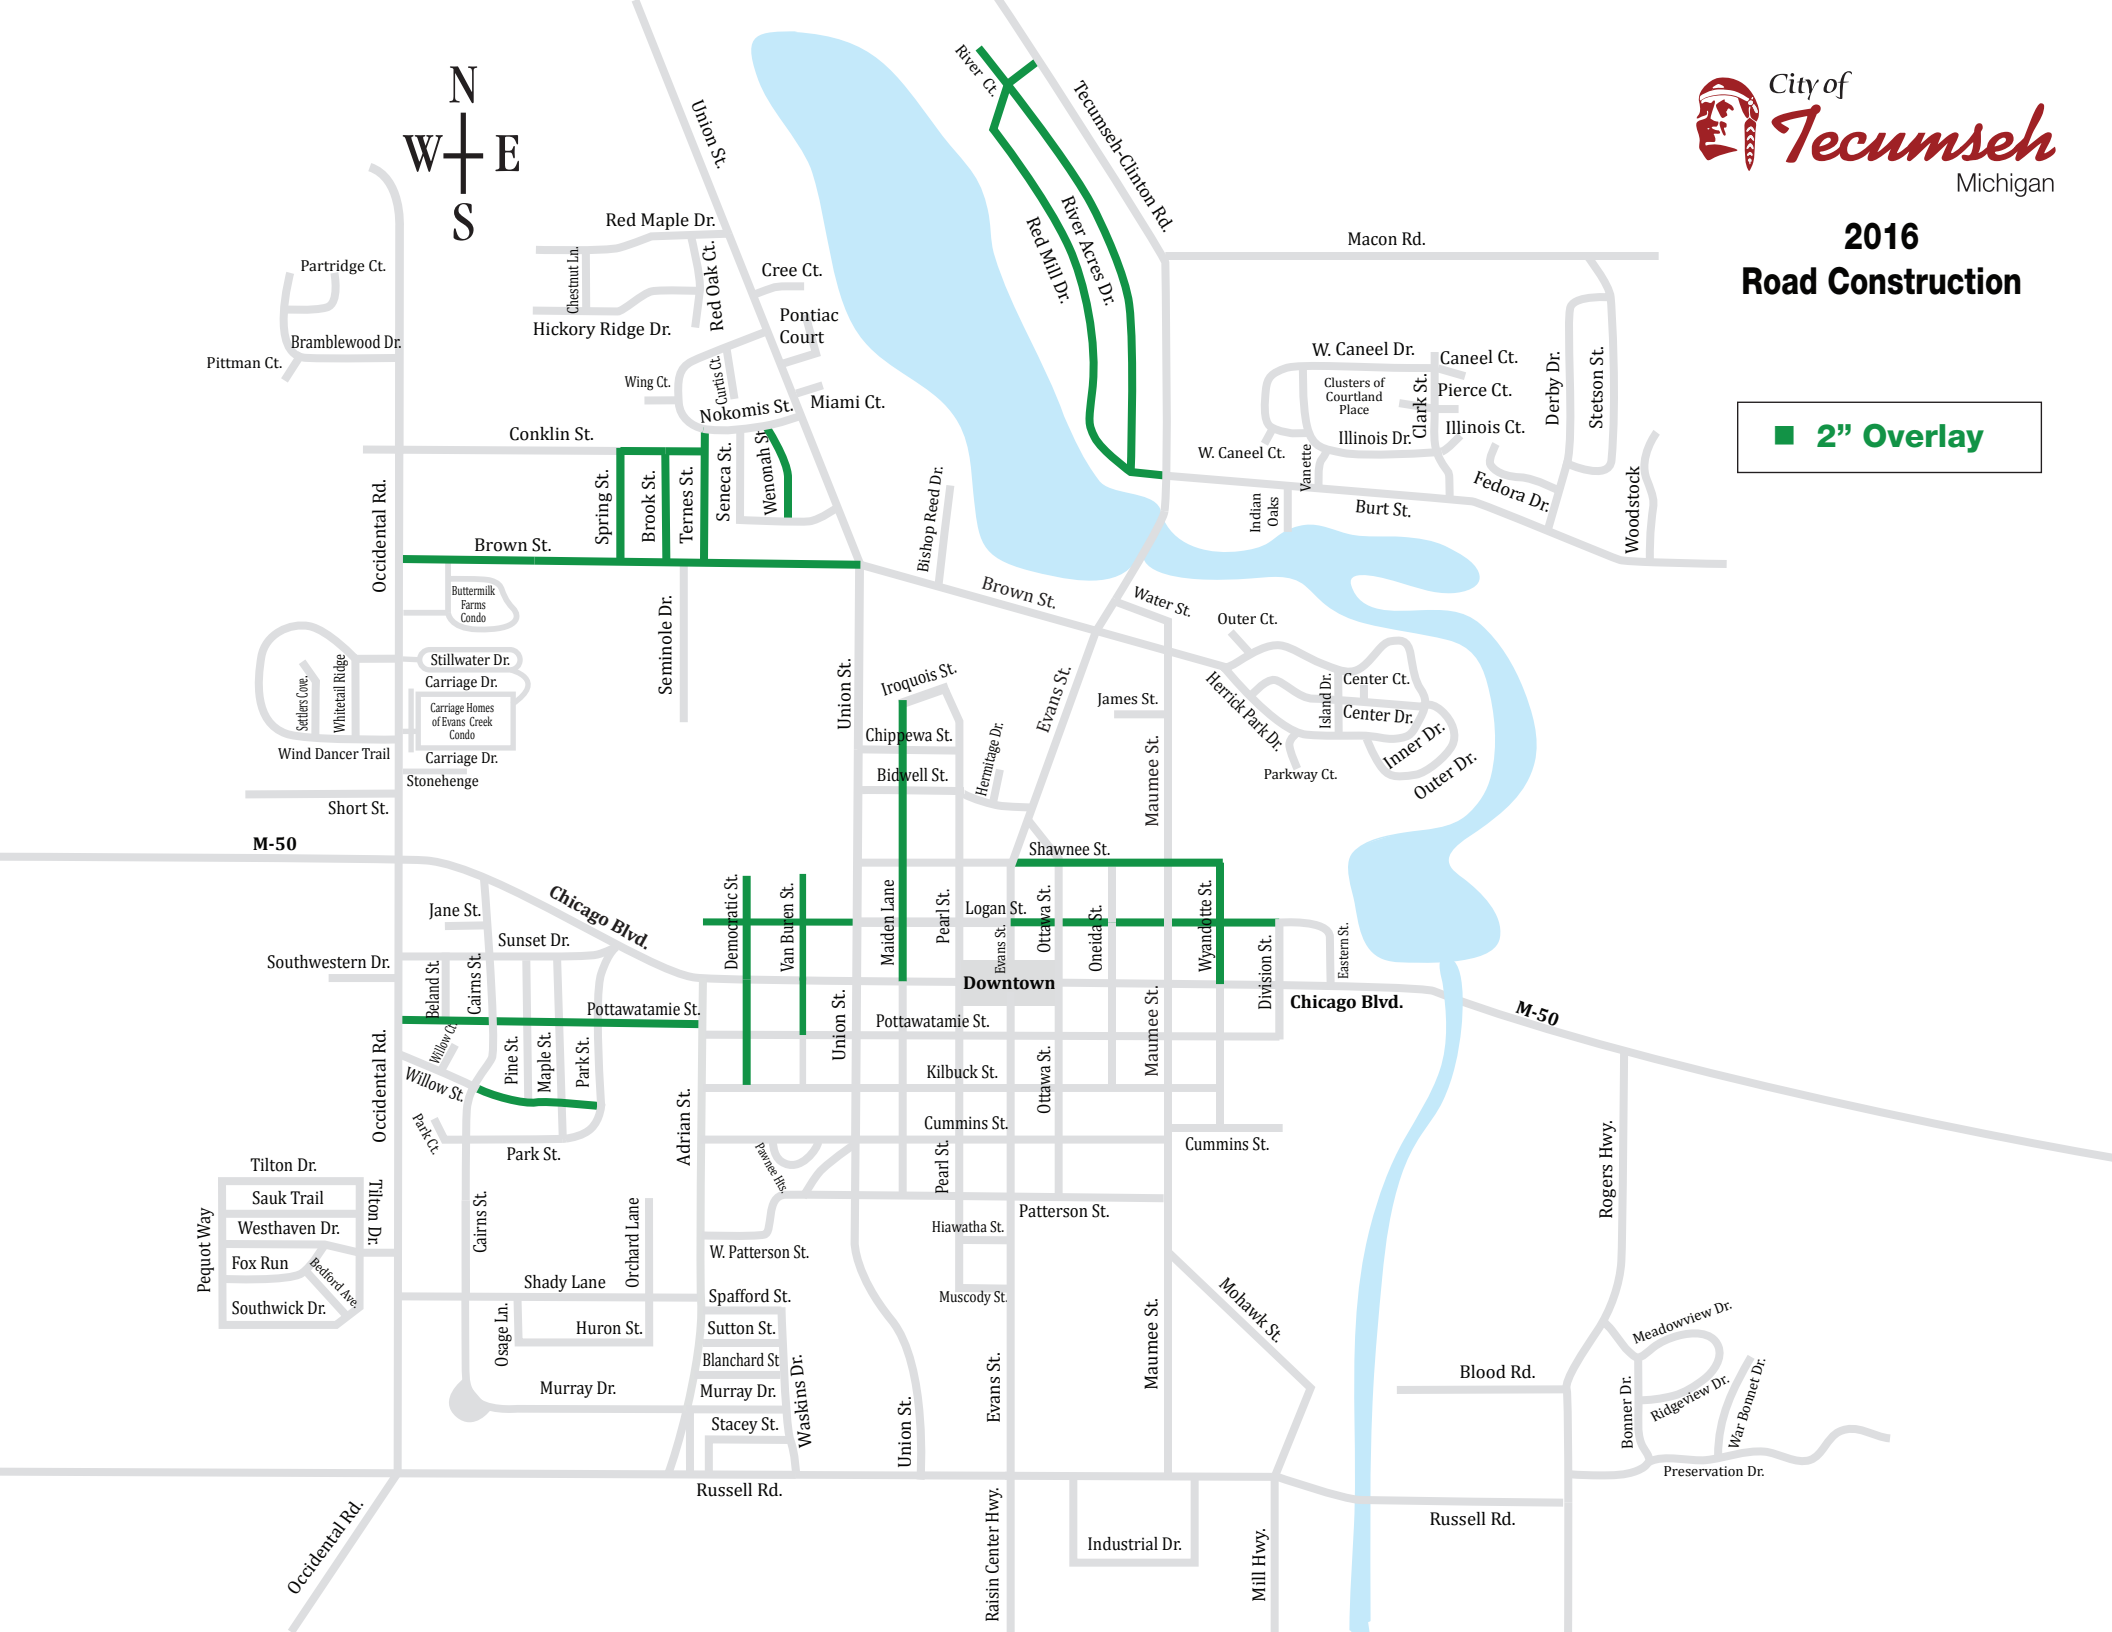 N
W E
S
City of
Tecumseh
Michigan
2016
Road Construction
2” Overlay
River Ct.
Tecumseh-Clinton Rd.
Union St.
River Acres Dr.
Red Mill Dr.
Macon Rd.
Red Maple Dr.
Chestnut Ln.
Red Oak Ct.
Cree Ct.
Partridge Ct.
Pontiac
Court
Hickory Ridge Dr.
Bramblewood Dr.
Pittman Ct.
Wing Ct.
Curtis Ct.
Nokomis St.
Miami Ct.
W. Caneel Dr.
Caneel Ct.
Clusters of
Courtland
Place
Clark St.
Pierce Ct.
Illinois Ct.
Illinois Dr.
Derby Dr.
Stetson St.
W. Caneel Ct.
Vanette
Fedora Dr.
Woodstock
Indian
Oaks
Burt St.
Conklin St.
Occidental Rd.
Spring St.
Brook St.
Ternes St.
Seneca St.
Wenonah St.
Bishop Reed Dr.
Brown St.
Brown St.
Buttermilk
Farms
Condo
Seminole Dr.
Water St.
Outer Ct.
Stillwater Dr.
Carriage Dr.
Settlers Cove.
Whitetail Ridge
Carriage Homes
of Evans Creek
Condo
Union St.
Iroquois St.
Evans St.
James St.
Herrick Park Dr.
Island Dr.
Center Ct.
Center Dr.
Inner Dr.
Outer Dr.
Parkway Ct.
Wind Dancer Trail
Carriage Dr.
Stonehenge
Short St.
Chippewa St.
Bidwell St.
Hermitage Dr.
Maumee St.
M-50
Chicago Blvd.
Shawnee St.
Jane St.
Sunset Dr.
Southwestern Dr.
Beland St.
Cairns St.
Democratic St.
Van Buren St.
Maiden Lane
Pearl St.
Logan St.
Evans St.
Ottawa St.
Oneida St.
Wyandotte St.
Division St.
Eastern St.
Downtown
Chicago Blvd.
M-50
Pottawatamie St.
Union St.
Pottawatamie St.
Maumee St.
Occidental Rd.
Willow Ct.
Willow St.
Pine St.
Maple St.
Park St.
Kilbuck St.
Ottawa St.
Adrian St.
Cummins St.
Cummins St.
Park Ct.
Park St.
Pawnee Hts.
Pearl St.
Rogers Hwy.
Tilton Dr.
Sauk Trail
Tilton Dr.
Westhaven Dr.
Pequot Way
Fox Run
Bedford Ave.
Southwick Dr.
Cairns St.
Orchard Lane
W. Patterson St.
Patterson St.
Hiawatha St.
Muscody St.
Shady Lane
Spafford St.
Osage Ln.
Huron St.
Sutton St.
Blanchard St
Murray Dr.
Murray Dr.
Stacey St.
Waskins Dr.
Union St.
Evans St.
Maumee St.
Mohawk St.
Meadowview Dr.
Blood Rd.
Bonner Dr.
Ridgeview Dr.
War Bonnet Dr.
Preservation Dr.
Russell Rd.
Russell Rd.
Occidental Rd.
Raisin Center Hwy.
Industrial Dr.
Mill Hwy.